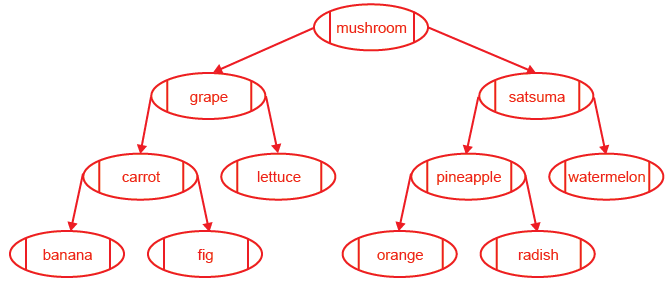 mushroom
grape
satsuma
carrot
lettuce
pineapple
watermelon
banana
fig
orange
radish